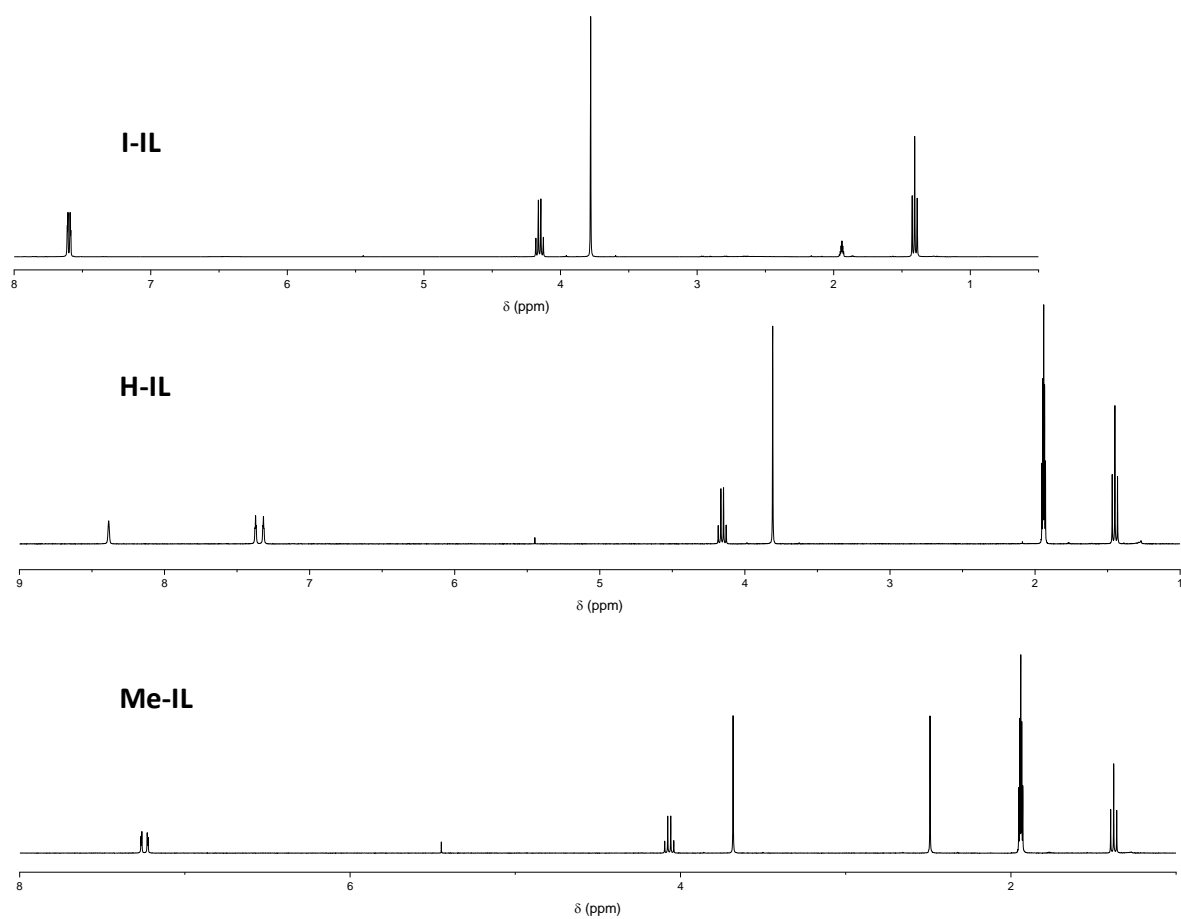 I-IL
8 7 6 5 4 3 2 1
δ (ppm)
H-IL
9 8 7 6 5 4 3 2 1
δ (ppm)
Me-IL
8 6 4 2
δ (ppm)